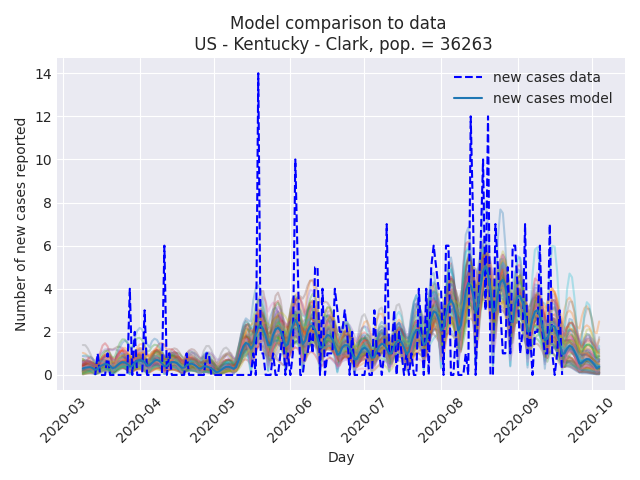 Model comparison to data
US - Kentucky - Clark, pop. = 36263
new cases data
new cases model
Number of new cases reported
14
12
10
8
6
4
2
0
2020-03
2020-04
2020-05
2020-06
2020-07
2020-08
2020-09
2020-10
Day